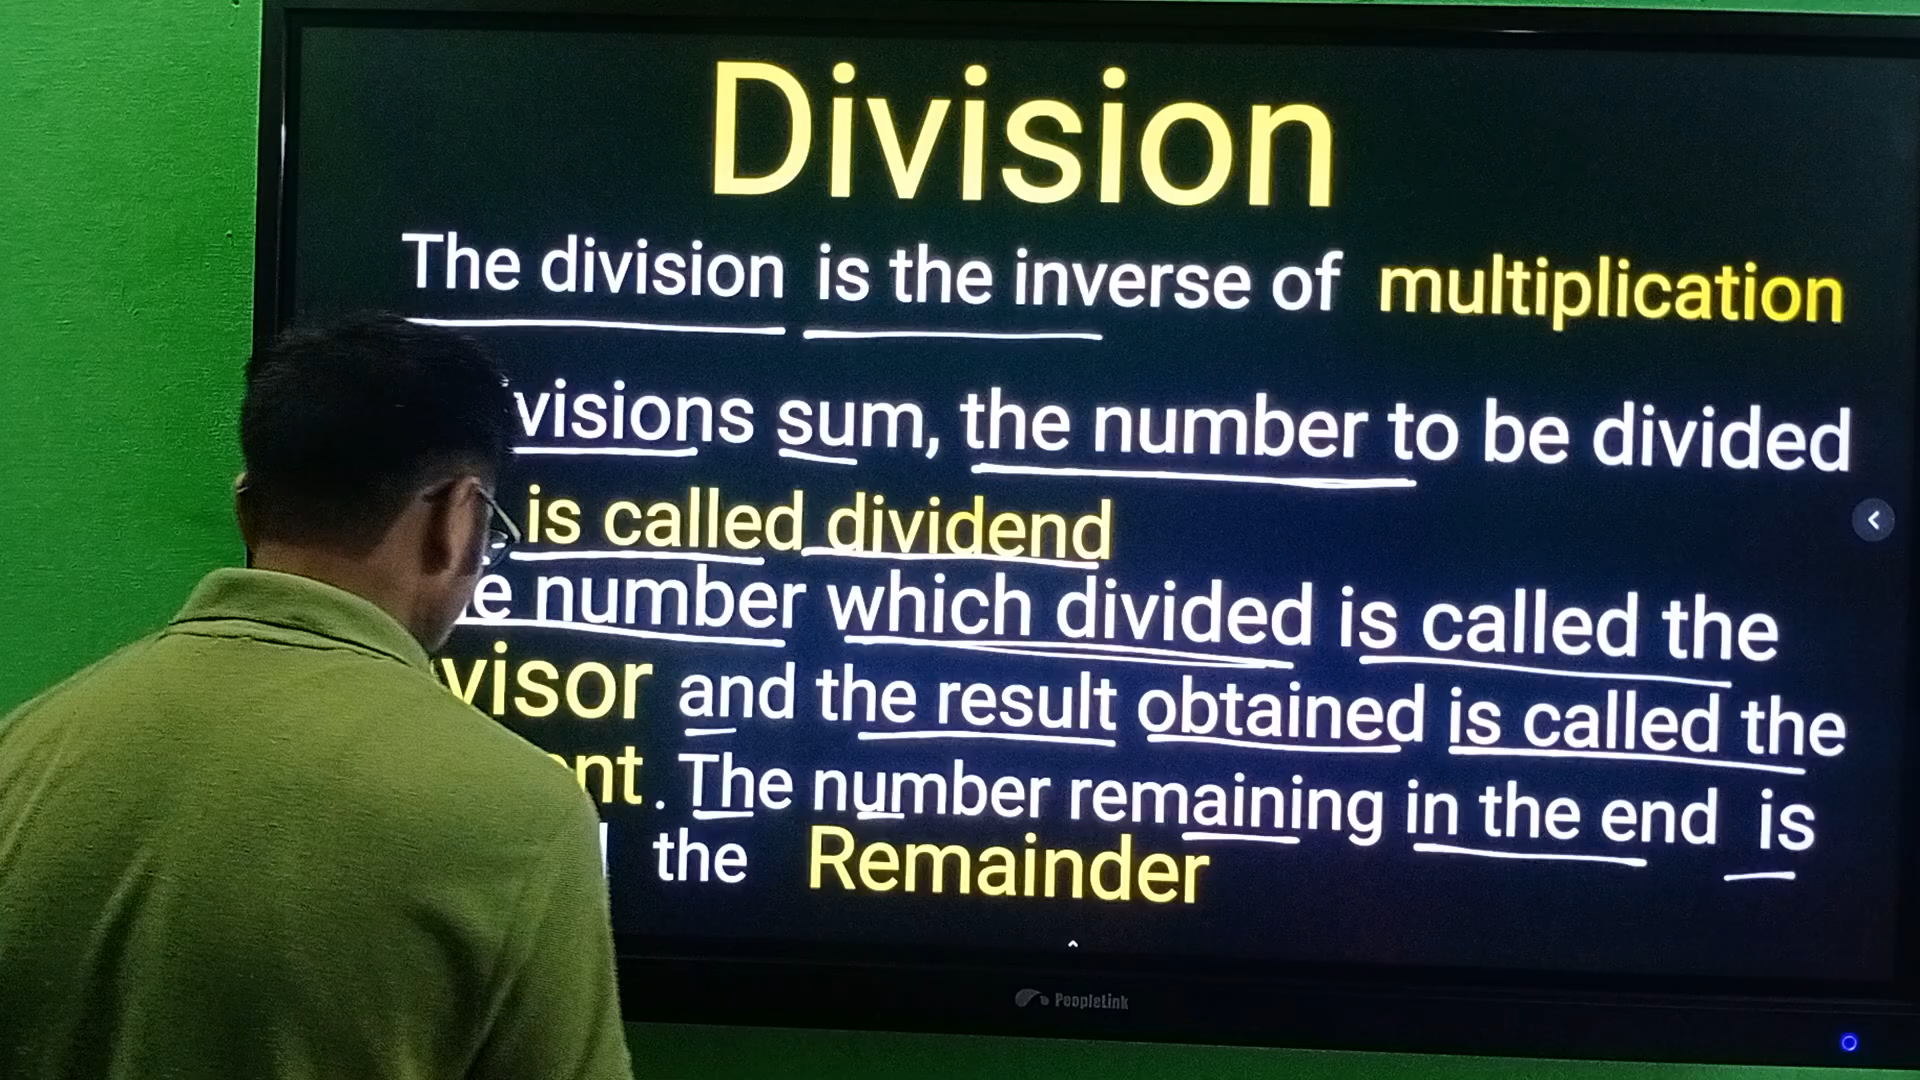 Division
The division is the inverse of multiplication
visions sum, the number to be divided
is called dividend
e number which divided is called the
visor and the result obtained is called the
nt . The number remaining in the end is
the Remainder
PeopleLink